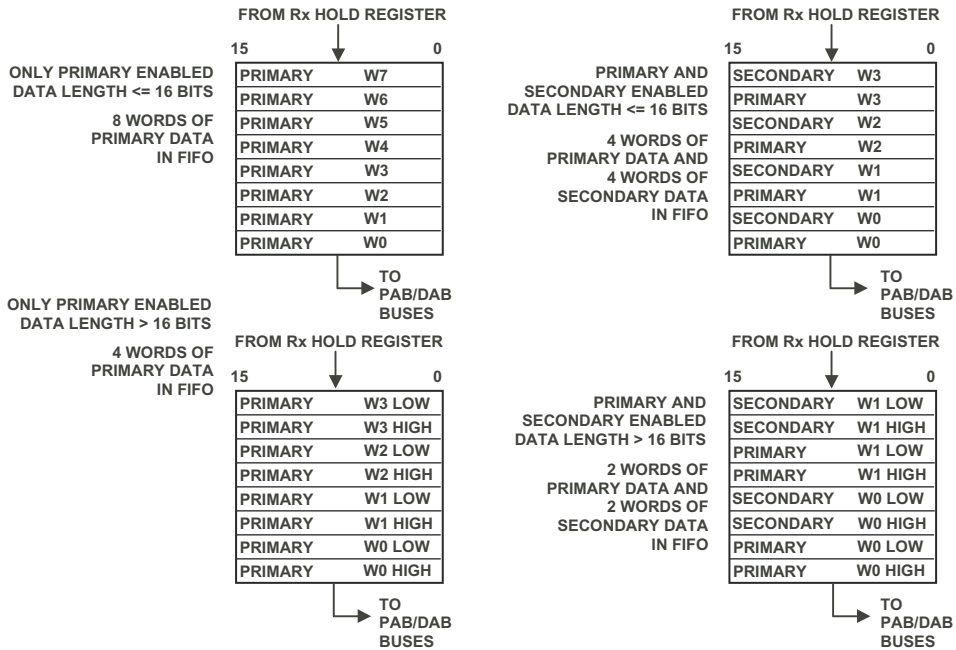 FROM Rx HOLD REGISTER
15 0
ONLY PRIMARY ENABLED
DATA LENGTH <= 16 BITS
8 WORDS OF
PRIMARY DATA
IN FIFO
PRIMARY W7
PRIMARY W6
PRIMARY W5
PRIMARY W4
PRIMARY W3
PRIMARY W2
PRIMARY W1
PRIMARY W0
TO
PAB/DAB
BUSES
FROM Rx HOLD REGISTER
15 0
PRIMARY AND
SECONDARY ENABLED
DATA LENGTH <= 16 BITS
4 WORDS OF
PRIMARY DATA AND
4 WORDS OF
SECONDARY DATA
IN FIFO
SECONDARY W3
PRIMARY W3
SECONDARY W2
PRIMARY W2
SECONDARY W1
PRIMARY W1
SECONDARY W0
PRIMARY W0
TO
PAB/DAB
BUSES
ONLY PRIMARY ENABLED
DATA LENGTH > 16 BITS
4 WORDS OF
PRIMARY DATA
IN FIFO
FROM Rx HOLD REGISTER
15 0
PRIMARY W3 LOW
PRIMARY W3 HIGH
PRIMARY W2 LOW
PRIMARY W2 HIGH
PRIMARY W1 LOW
PRIMARY W1 HIGH
PRIMARY W0 LOW
PRIMARY W0 HIGH
TO
PAB/DAB
BUSES
FROM Rx HOLD REGISTER
15 0
PRIMARY AND
SECONDARY ENABLED
DATA LENGTH > 16 BITS
2 WORDS OF
PRIMARY DATA AND
2 WORDS OF
SECONDARY DATA
IN FIFO
SECONDARY W1 LOW
SECONDARY W1 HIGH
PRIMARY W1 LOW
PRIMARY W1 HIGH
SECONDARY W0 LOW
SECONDARY W0 HIGH
PRIMARY W0 LOW
PRIMARY W0 HIGH
TO
PAB/DAB
BUSES